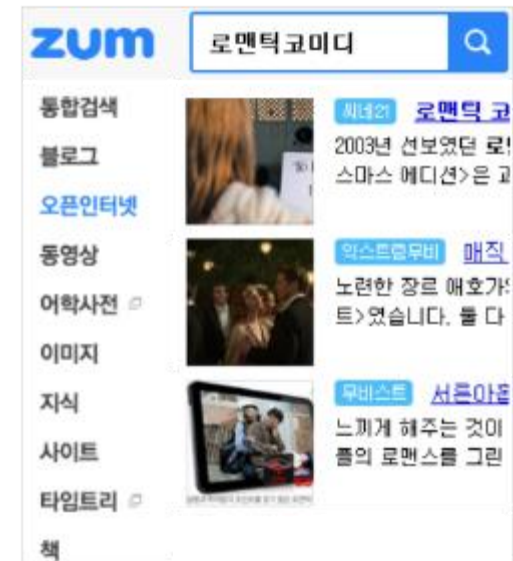 zum
로맨틱코미디
통합검색
블로그
오픈인터넷
동영상
어학사전
이미지
지식
사이트
타임트리
책
씨네21 로맨틱 코
2003년 선보였던
스마스 에디션>은
익스트림무비 매직
노련한 장르 애호가
트>였습니다. 둘 다
무비스트 서른아홉
느끼게 해주는 것이
플의 로맨스를 그린